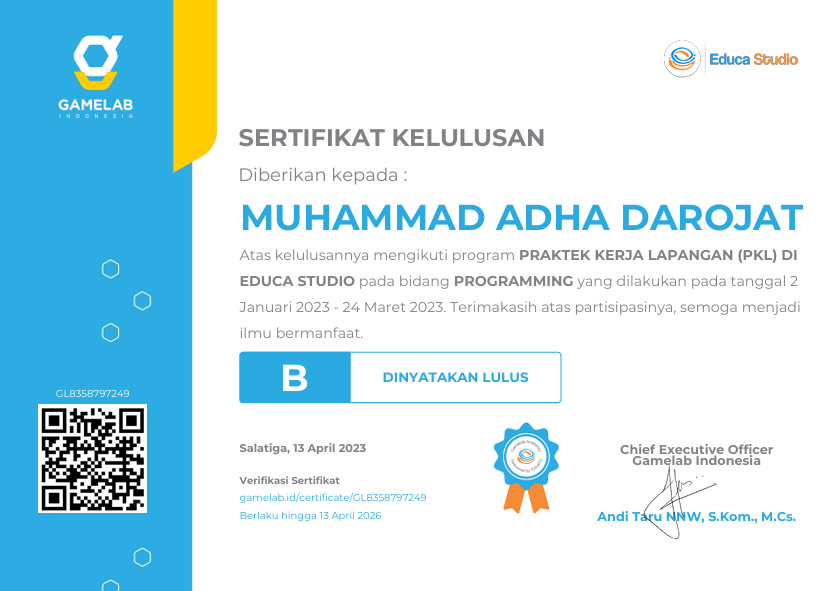 GAMELAB
INDONESIA
Educa Studio
SERTIFIKAT KELULUSAN
Diberikan kepada :
MUHAMMAD ADHA DAROJAT
Atas kelulusannya mengikuti program PRAKTEK KERJA LAPANGAN (PKL) DI
EDUCA STUDIO pada bidang PROGRAMMING yang dilakukan pada tanggal 2
Januari 2023 - 24 Maret 2023. Terimakasih atas partisipasinya, semoga menjadi
ilmu bermanfaat.
B
DINYATAKAN LULUS
GL8358797249
Salatiga, 13 April 2023
Verifikasi Sertifikat
gamelab.id/certificate/GL8358797249
Berlaku hingga 13 April 2026
Chief Executive Officer
Gamelab Indonesia
Andi Taru NNW, S.Kom., M.Cs.